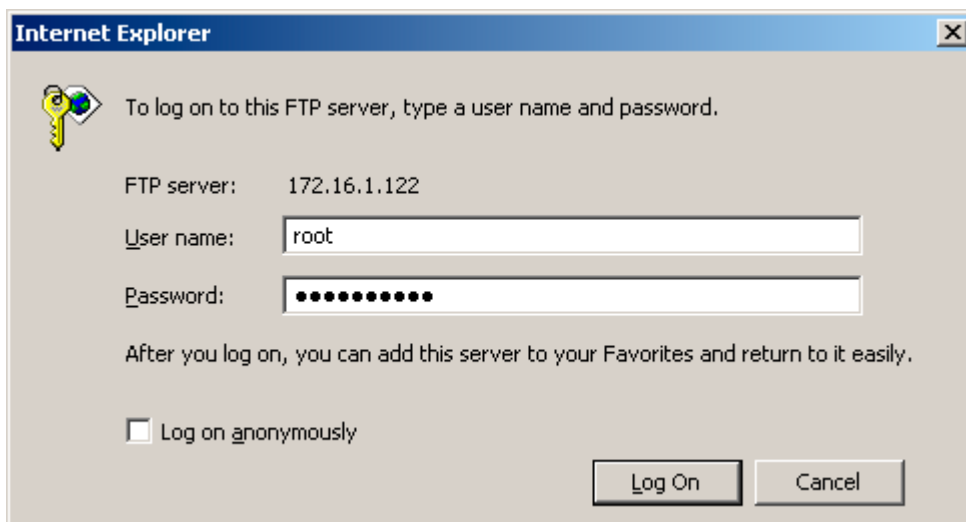 Internet Explorer
To log on to this FTP server, type a user name and password.
FTP server: 172.16.1.122
User name: root
Password: ●●●●●●●●●●
After you log on, you can add this server to your Favorites and return to it easily.
Log on anonymously
Log On Cancel